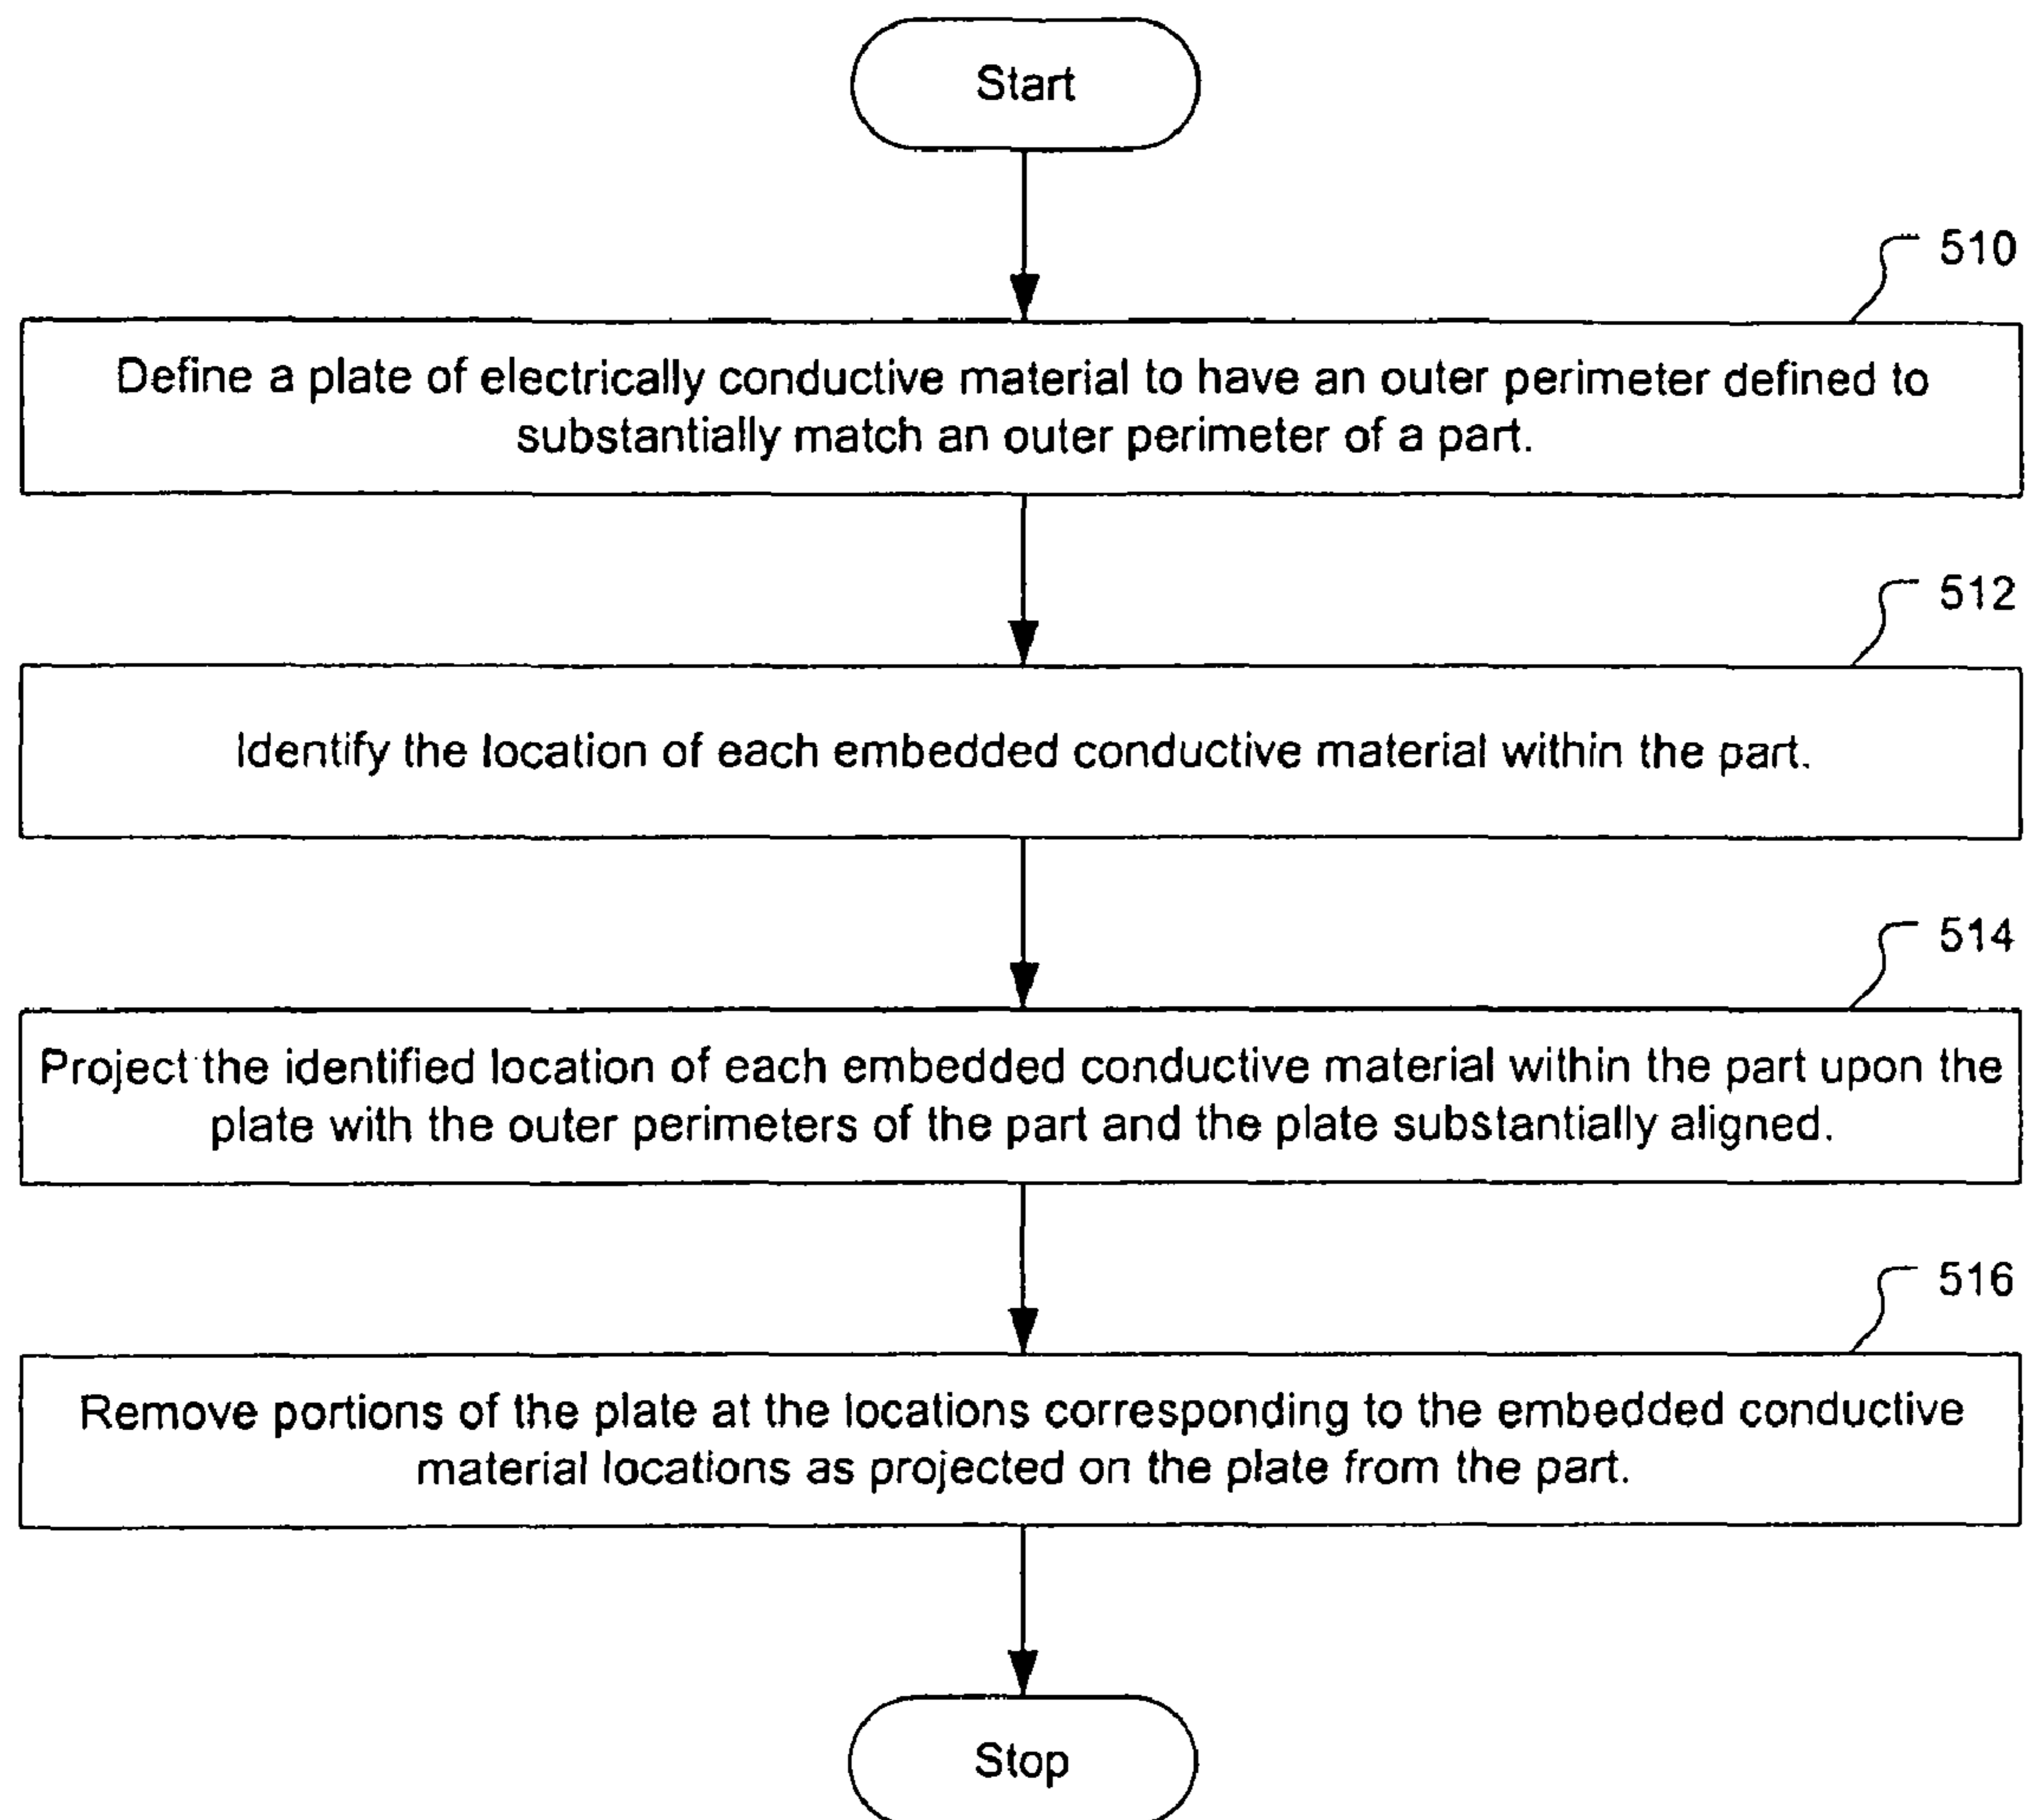 Start
510
Define a plate of electrically conductive material to have an outer perimeter defined to
substantially match an outer perimeter of a part.
512
Identify the location of each embedded conductive material within the part.
514
Project the identified location of each embedded conductive material within the part upon the
plate with the outer perimeters of the part and the plate substantially aligned.
516
Remove portions of the plate at the locations corresponding to the embedded conductive
material locations as projected on the plate from the part.
Stop